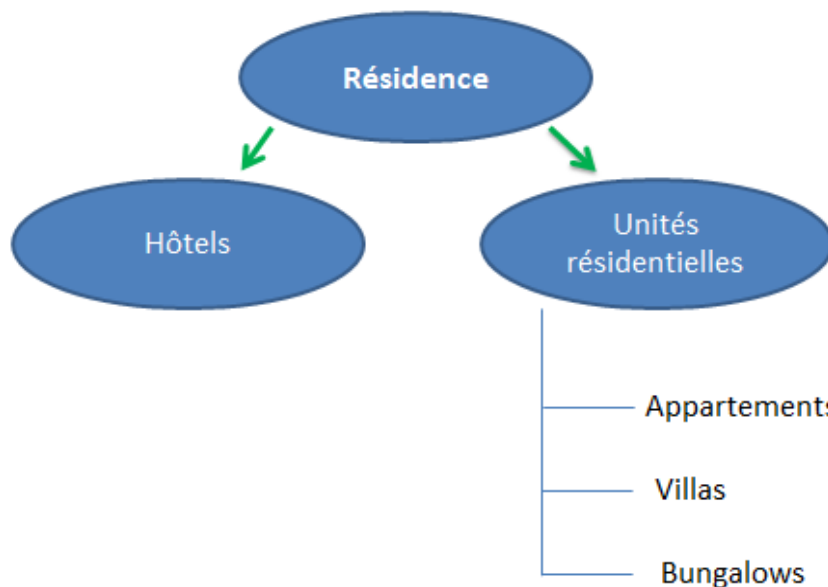 Résidence
Hôtels
Unités
résidentielles
Appartements
Villas
Bungalows